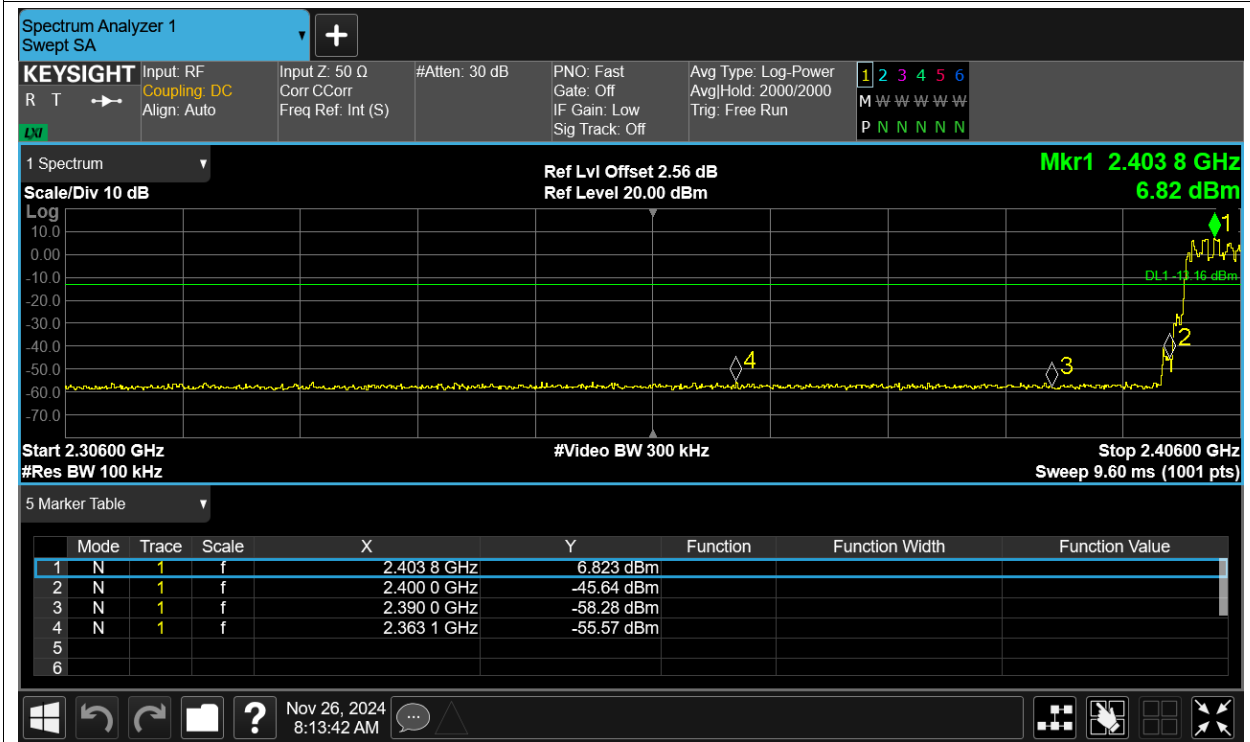 Spectrum Analyzer 1
Swept SA
+
KEYSIGHT
R T
LXI
Input: RF
Coupling: DC
Align: Auto
Input Z: 50 Ω
Corr CCorr
Freq Ref: Int (S)
#Atten: 30 dB
PNO: Fast
Gate: Off
IF Gain: Low
Sig Track: Off
Avg Type: Log-Power
Avg|Hold: 2000/2000
Trig: Free Run
1 2 3 4 5 6
M W W W W W
P N N N N N
1 Spectrum
Scale/Div 10 dB
Ref Lvl Offset 2.56 dB
Ref Level 20.00 dBm
Mkr1 2.403 8 GHz
6.82 dBm
Log
10.0
0.00
-10.0
-20.0
-30.0
-40.0
-50.0
-60.0
-70.0
1
DL1 -13.16 dBm
2
4
3
Start 2.30600 GHz
#Video BW 300 kHz
Stop 2.40600 GHz
#Res BW 100 kHz
Sweep 9.60 ms (1001 pts)
5 Marker Table
Mode Trace Scale X Y Function Function Width Function Value
1 N 1 f 2.403 8 GHz 6.823 dBm
2 N 1 f 2.400 0 GHz -45.64 dBm
3 N 1 f 2.390 0 GHz -58.28 dBm
4 N 1 f 2.363 1 GHz -55.57 dBm
5
6
?
Nov 26, 2024
8:13:42 AM